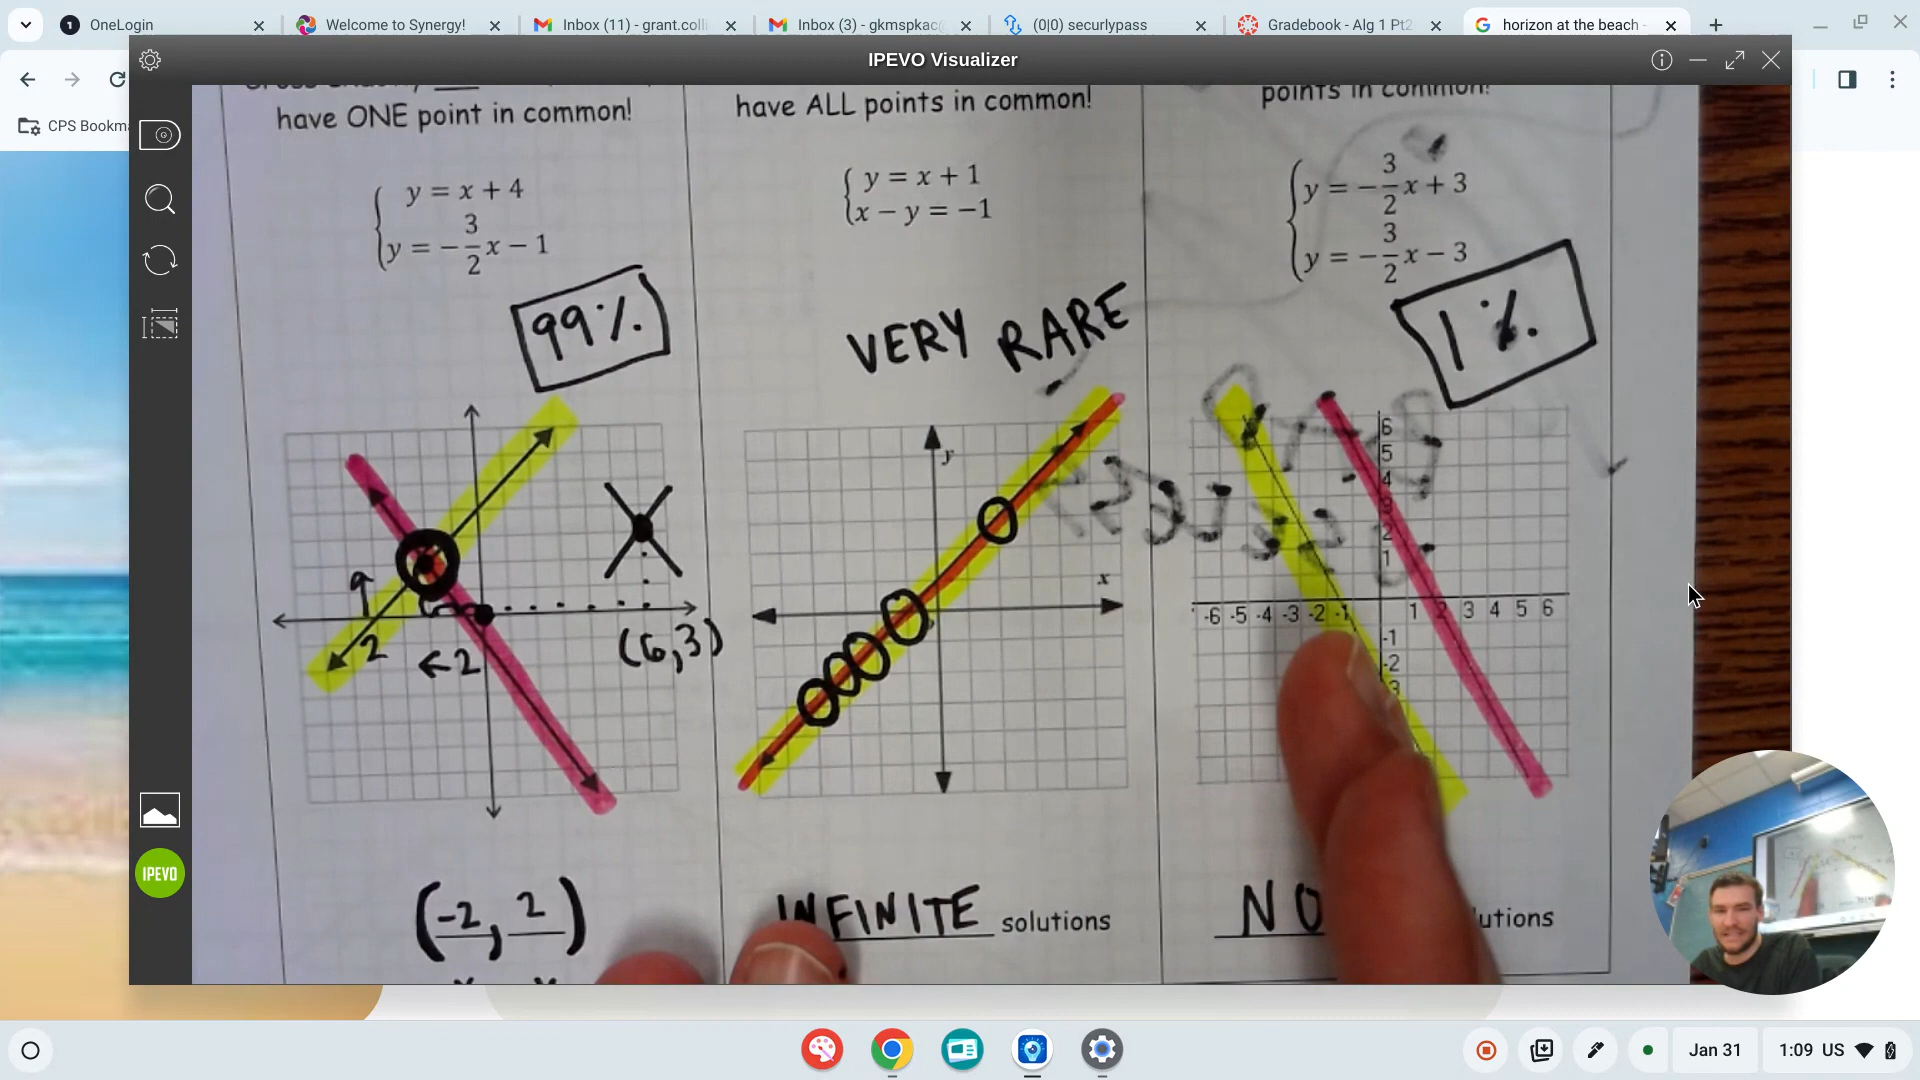 OneLogin
Welcome to Synergy!
Inbox (11) - grant.colli
Inbox (3) - gkmspkac
(0|0) securlypass
Gradebook - Alg 1 Pt2
horizon at the beach -
CPS Bookma
IPEVO Visualizer
have ONE point in common!
y = x + 4
y = -3/2x - 1
99%
(6,3)
2
←2
(-2, 2)
have ALL points in common!
y = x + 1
x - y = -1
VERY RARE
y
x
INFINITE solutions
points in common!
y = -3/2x + 3
y = -3/2x - 3
1%
6
5
4
3
2
1
-6 -5 -4 -3 -2 -1 1 2 3 4 5 6
-1
-2
NO
IPEVO
Jan 31
1:09 US